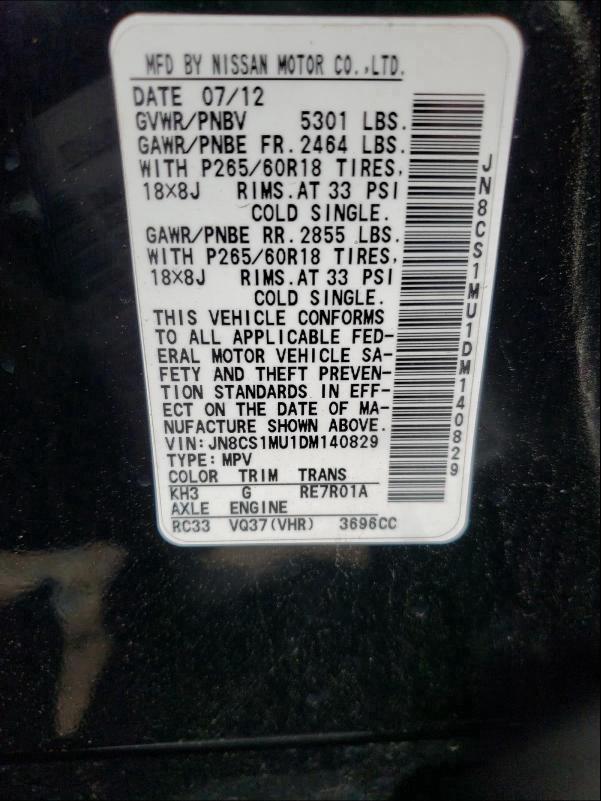 MFD BY NISSAN MOTOR CO.,LTD.
DATE 07/12
GVWR/PNBV 5301 LBS.
GAWR/PNBE FR. 2464 LBS.
WITH P265/60R18 TIRES,
18X8J RIMS.AT 33 PSI
COLD SINGLE.
GAWR/PNBE RR. 2855 LBS.
WITH P265/60R18 TIRES,
18X8J RIMS.AT 33 PSI
COLD SINGLE.
THIS VEHICLE CONFORMS
TO ALL APPLICABLE FED-
ERAL MOTOR VEHICLE SA-
FETY AND THEFT PREVEN-
TION STANDARDS IN EFF-
ECT ON THE DATE OF MA-
NUFACTURE SHOWN ABOVE.
VIN:JN8CS1MU1DM140829
TYPE:MPV
COLOR TRIM TRANS
KH3 G RE7R01A
AXLE ENGINE
RC33 VQ37(VHR) 3696CC
JN8CS1MU1DM140829